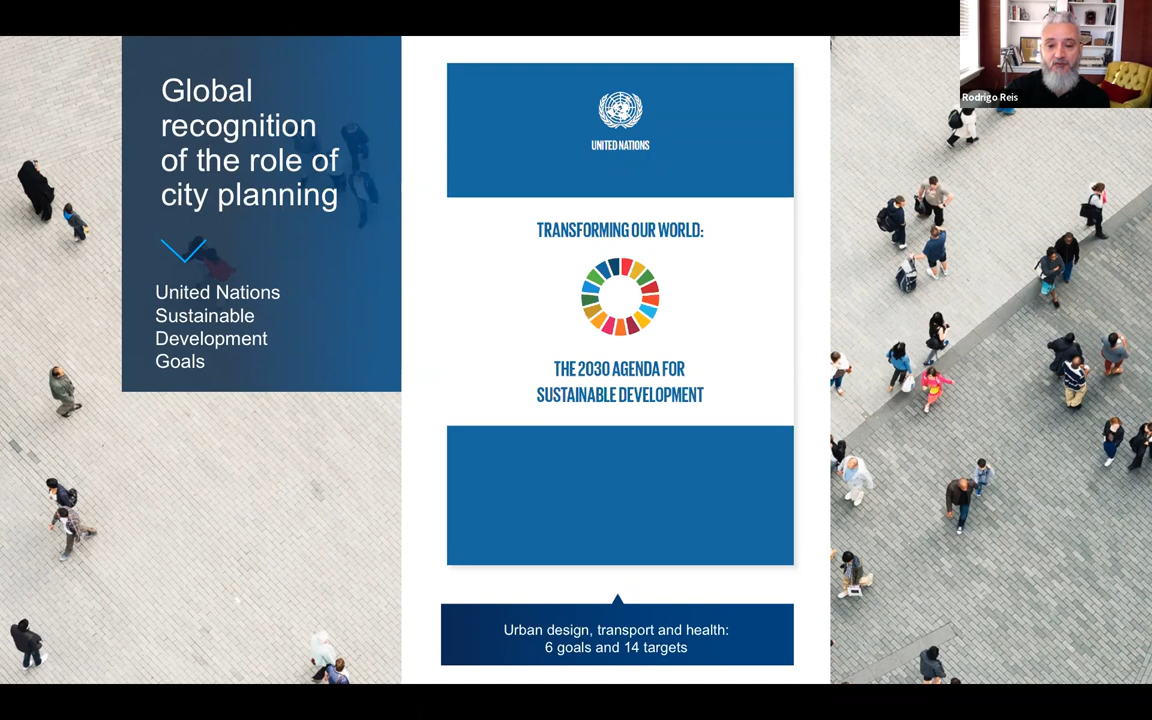 Global
recognition
of the role of
city planning
United Nations
Sustainable
Development
Goals
UNITED NATIONS
TRANSFORMING OUR WORLD:
THE 2030 AGENDA FOR
SUSTAINABLE DEVELOPMENT
Urban design, transport and health:
6 goals and 14 targets
Rodrigo Reis